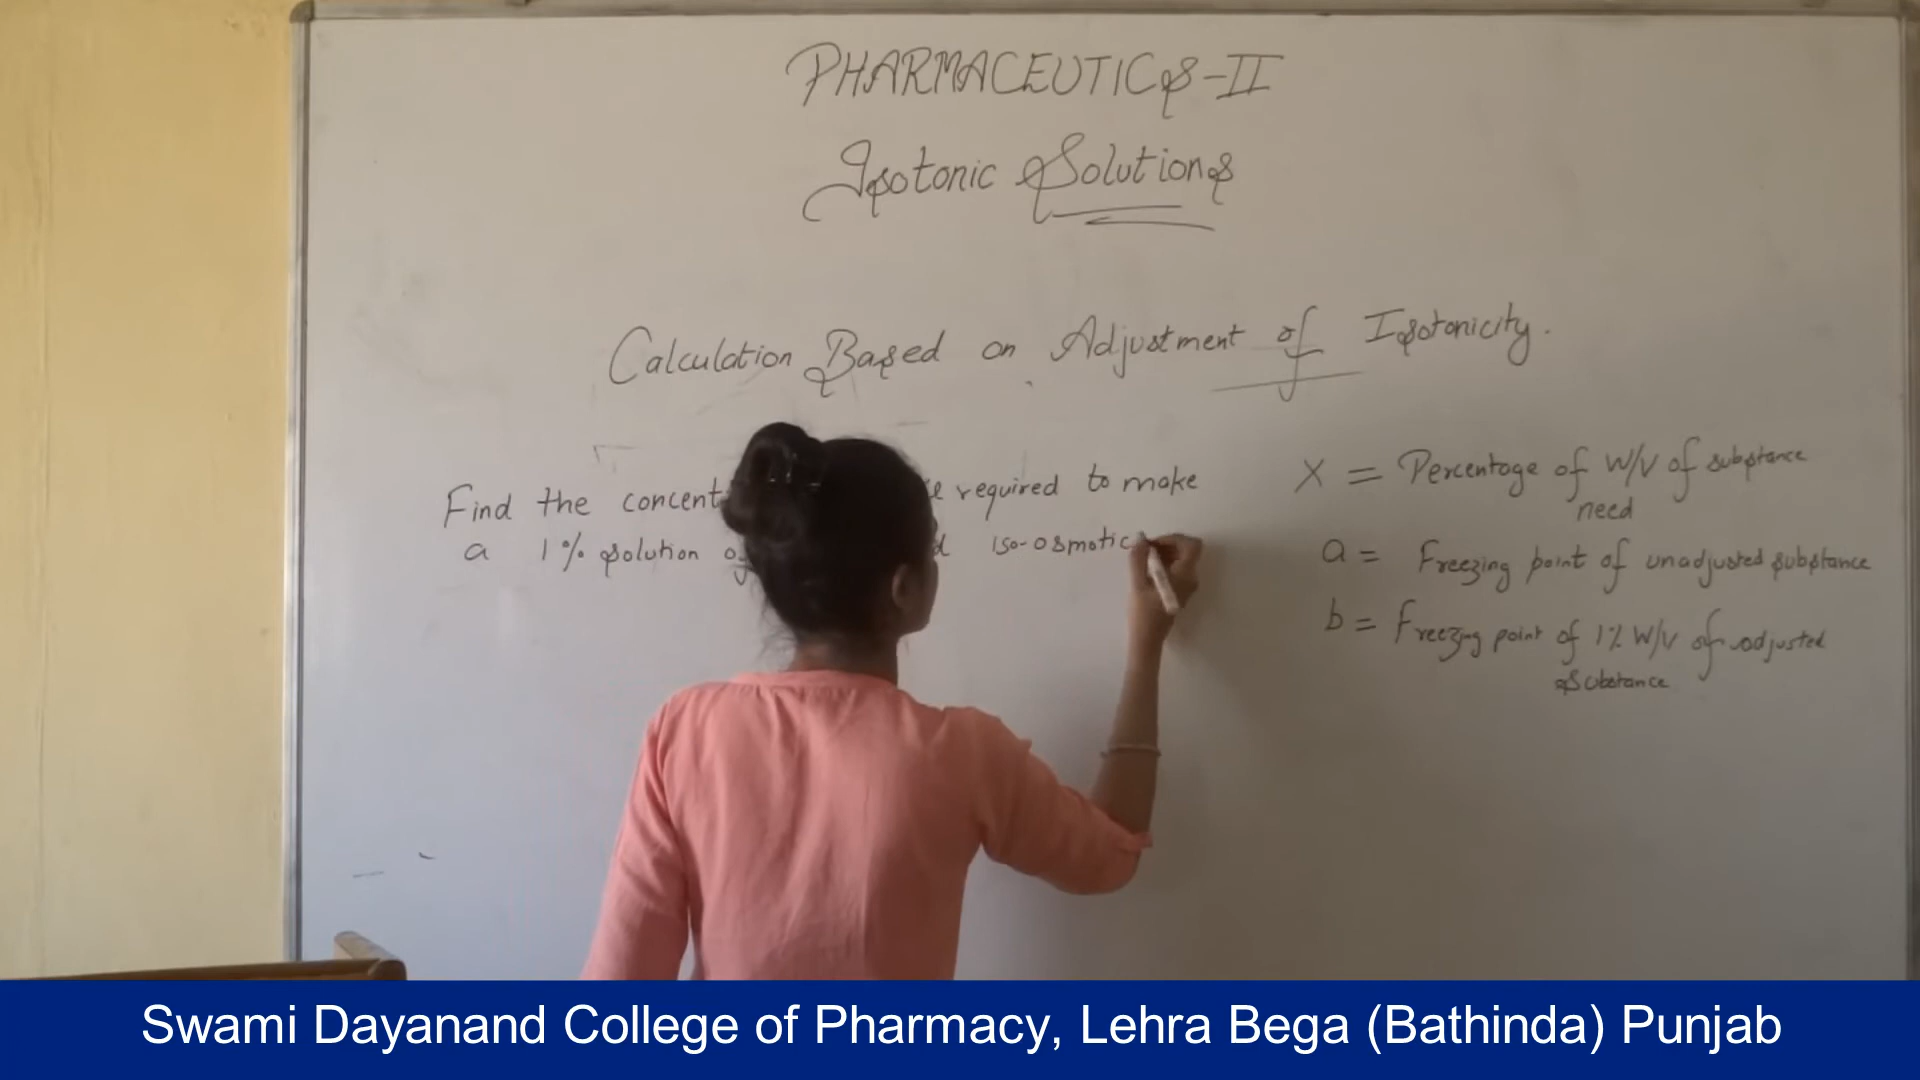 PHARMACEUTICS-II
Isotonic Solutions
Calculation Based on Adjustment of Isotonicity.
Find the concent required to make
a 1% solution iso-osmotic
X = Percentage of W/V of substance
need
a = Freezing point of unadjusted substance
b = Freezing point of 1% W/V of adjusted
substance
Swami Dayanand College of Pharmacy, Lehra Bega (Bathinda) Punjab